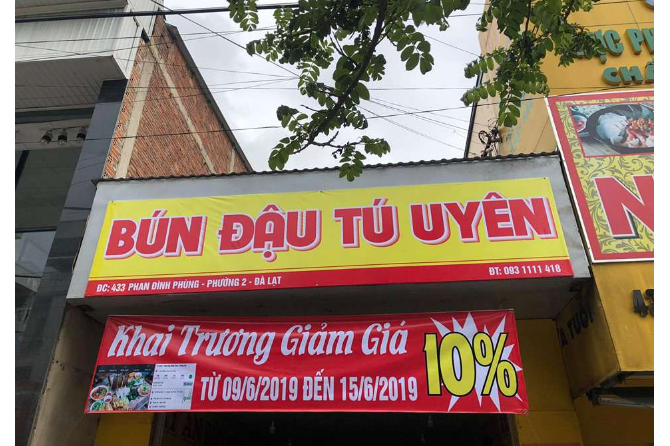 BÚN ĐẬU TÚ UYÊN
ĐC: 433 PHAN ĐÌNH PHÙNG - PHƯỜNG 2 - ĐÀ LẠT
ĐT: 093 1111 418
Khai Trương Giảm Giá
10%
TỪ 09/6/2019 ĐẾN 15/6/2019
N